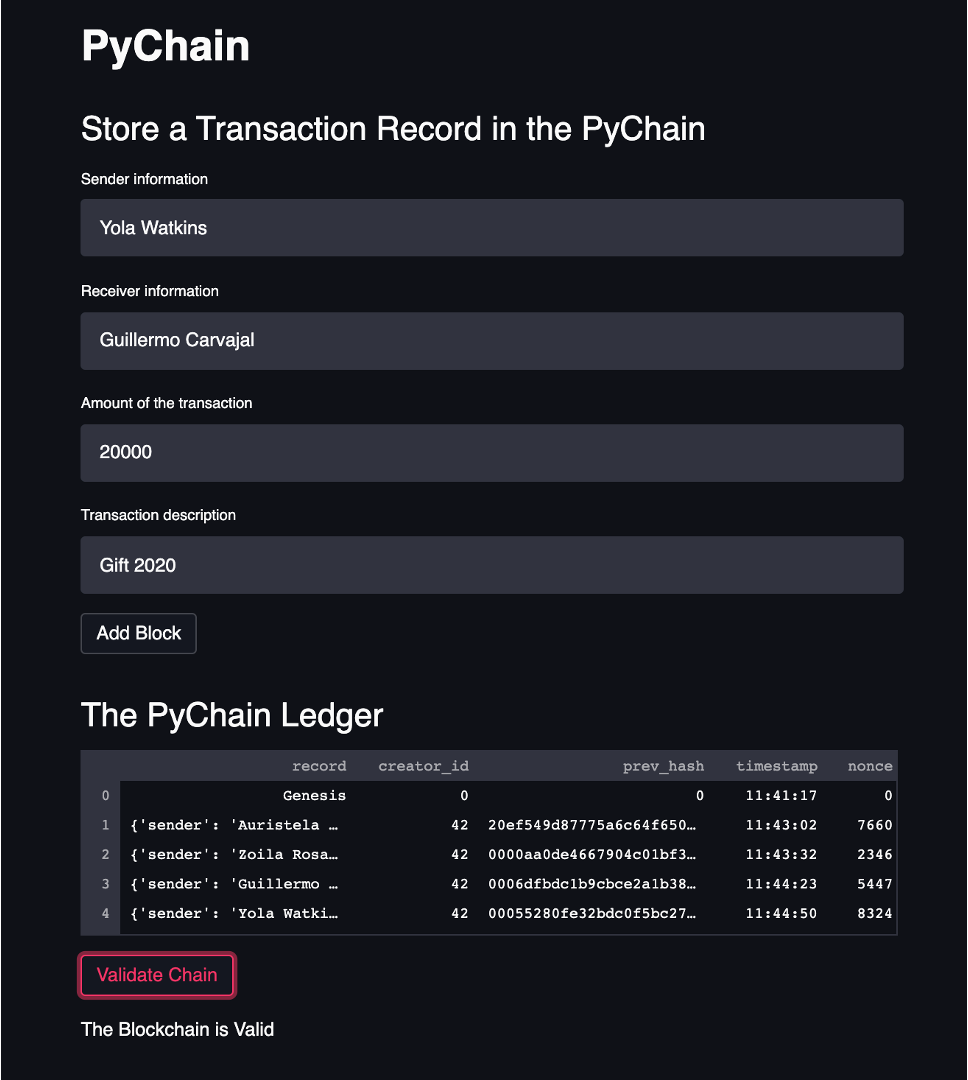 PyChain
Store a Transaction Record in the PyChain
Sender information
Yola Watkins
Receiver information
Guillermo Carvajal
Amount of the transaction
20000
Transaction description
Gift 2020
Add Block
The PyChain Ledger
record creator_id prev_hash timestamp nonce
0 Genesis 0 0 11:41:17 0
1 {'sender': 'Auristela … 42 20ef549d87775a6c64f650… 11:43:02 7660
2 {'sender': 'Zoila Rosa… 42 0000aa0de4667904c01bf3… 11:43:32 2346
3 {'sender': 'Guillermo … 42 0006dfbdc1b9cbce2a1b38… 11:44:23 5447
4 {'sender': 'Yola Watki… 42 00055280fe32bdc0f5bc27… 11:44:50 8324
Validate Chain
The Blockchain is Valid